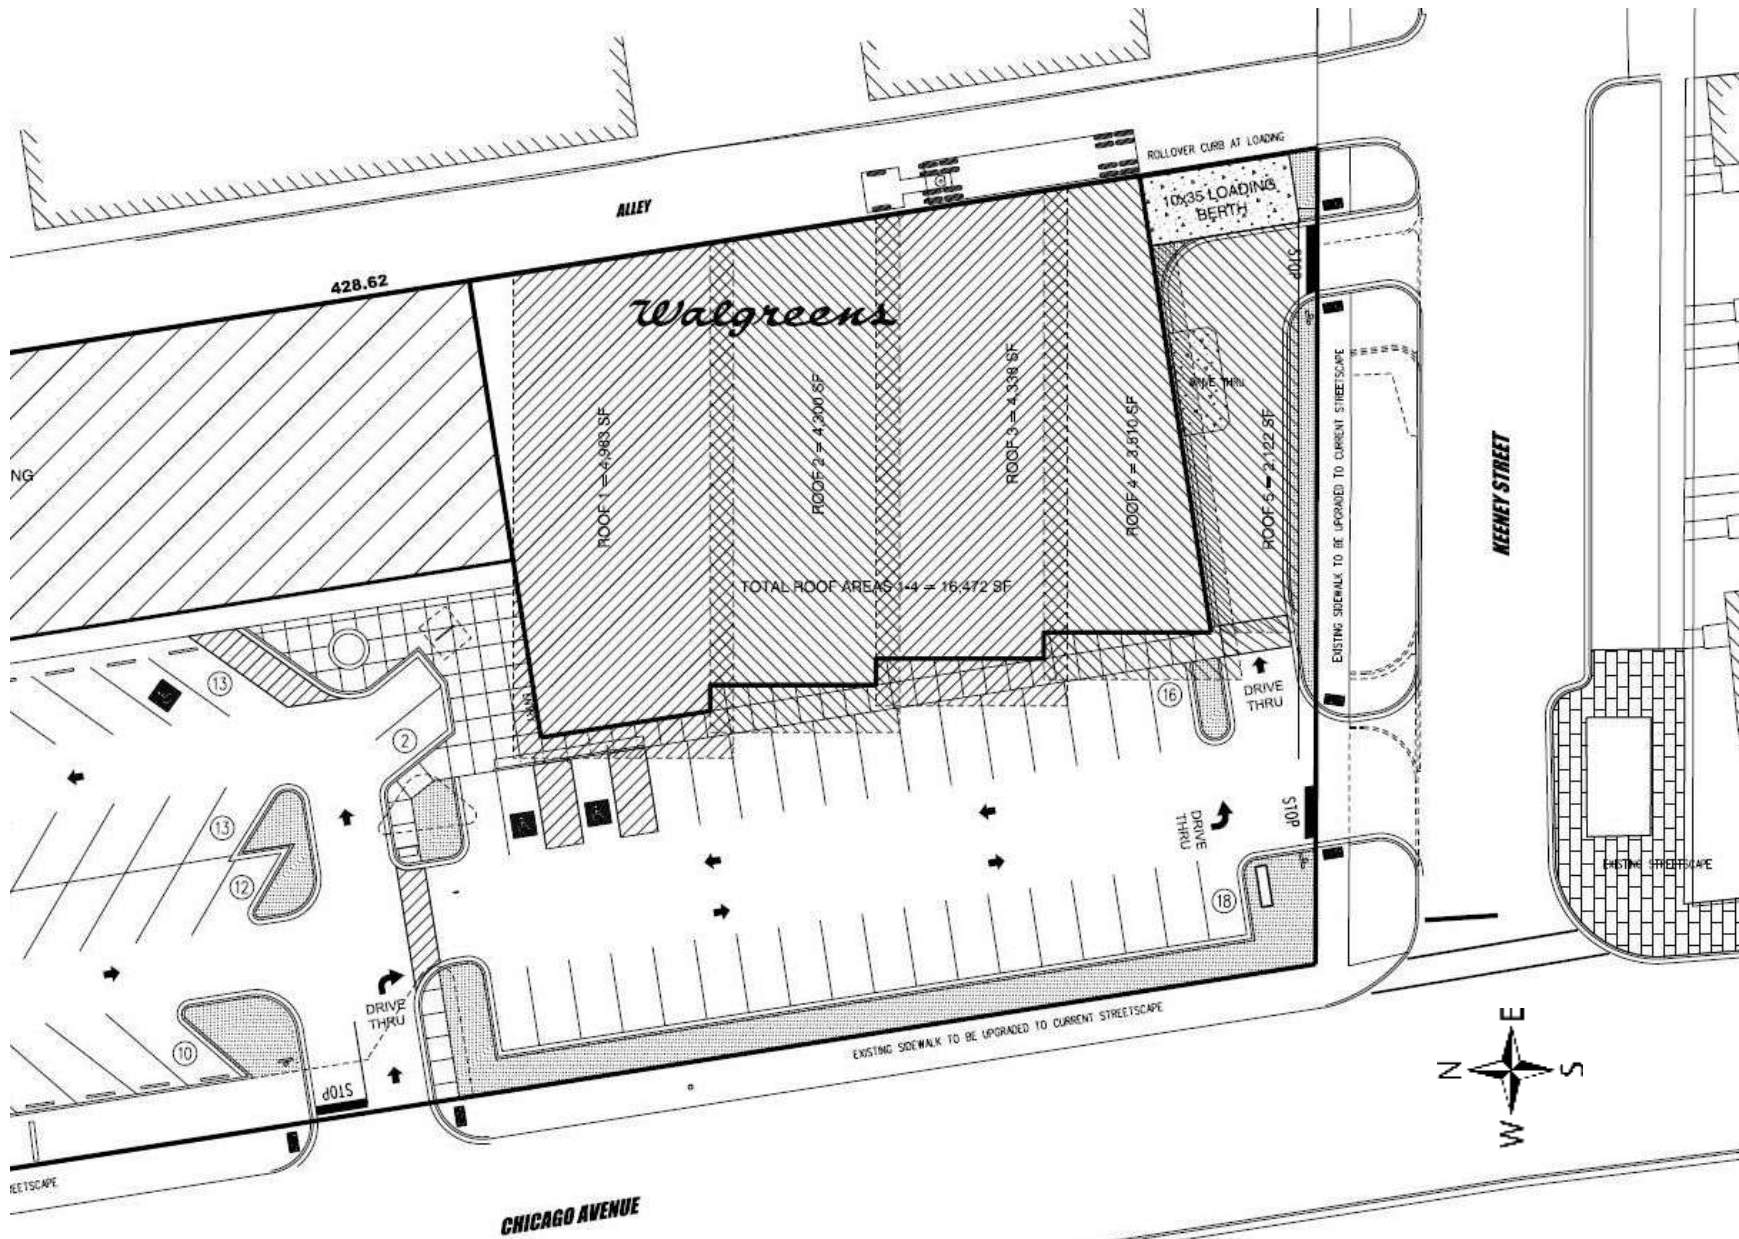 ROLLOVER CURB AT LOADING
10x35 LOADING
BERTH
ALLEY
428.62
STOP
Walgreens
ROOF 1 = 4,983 SF
ROOF 2 = 4,300 SF
ROOF 3 = 4,338 SF
ROOF 4 = 3,810 SF
DRIVE THRU
ROOF 5 = 2,122 SF
EXISTING SIDEWALK TO BE UPGRADED TO CURRENT STREETSCAPE
KEENEY STREET
NG
TOTAL ROOF AREAS 1-4 = 16,472 SF
13
2
16
DRIVE
THRU
13
12
DRIVE
THRU
STOP
18
EXISTING STREETSCAPE
DRIVE
THRU
10
STOP
EXISTING SIDEWALK TO BE UPGRADED TO CURRENT STREETSCAPE
E
N
S
W
EETSCAPE
CHICAGO AVENUE